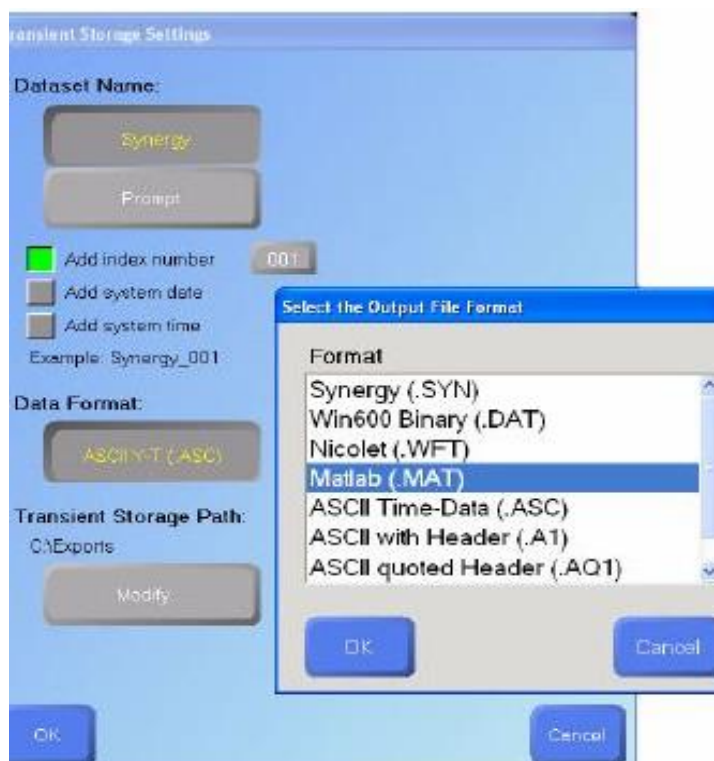 ransient Storage Settings
Dataset Name:
Synergy
Prompt
Add index number 001
Add system date
Add system time
Example: Synergy_001
Data Format:
ASCII Y-T (.ASC)
Transient Storage Path:
C:\Exports
Modify
OK
Cancel
Select the Output File Format
Format
Synergy (.SYN)
Win600 Binary (.DAT)
Nicolet (.WFT)
Matlab (.MAT)
ASCII Time-Data (.ASC)
ASCII with Header (.A1)
ASCII quoted Header (.AQ1)
OK
Cancel